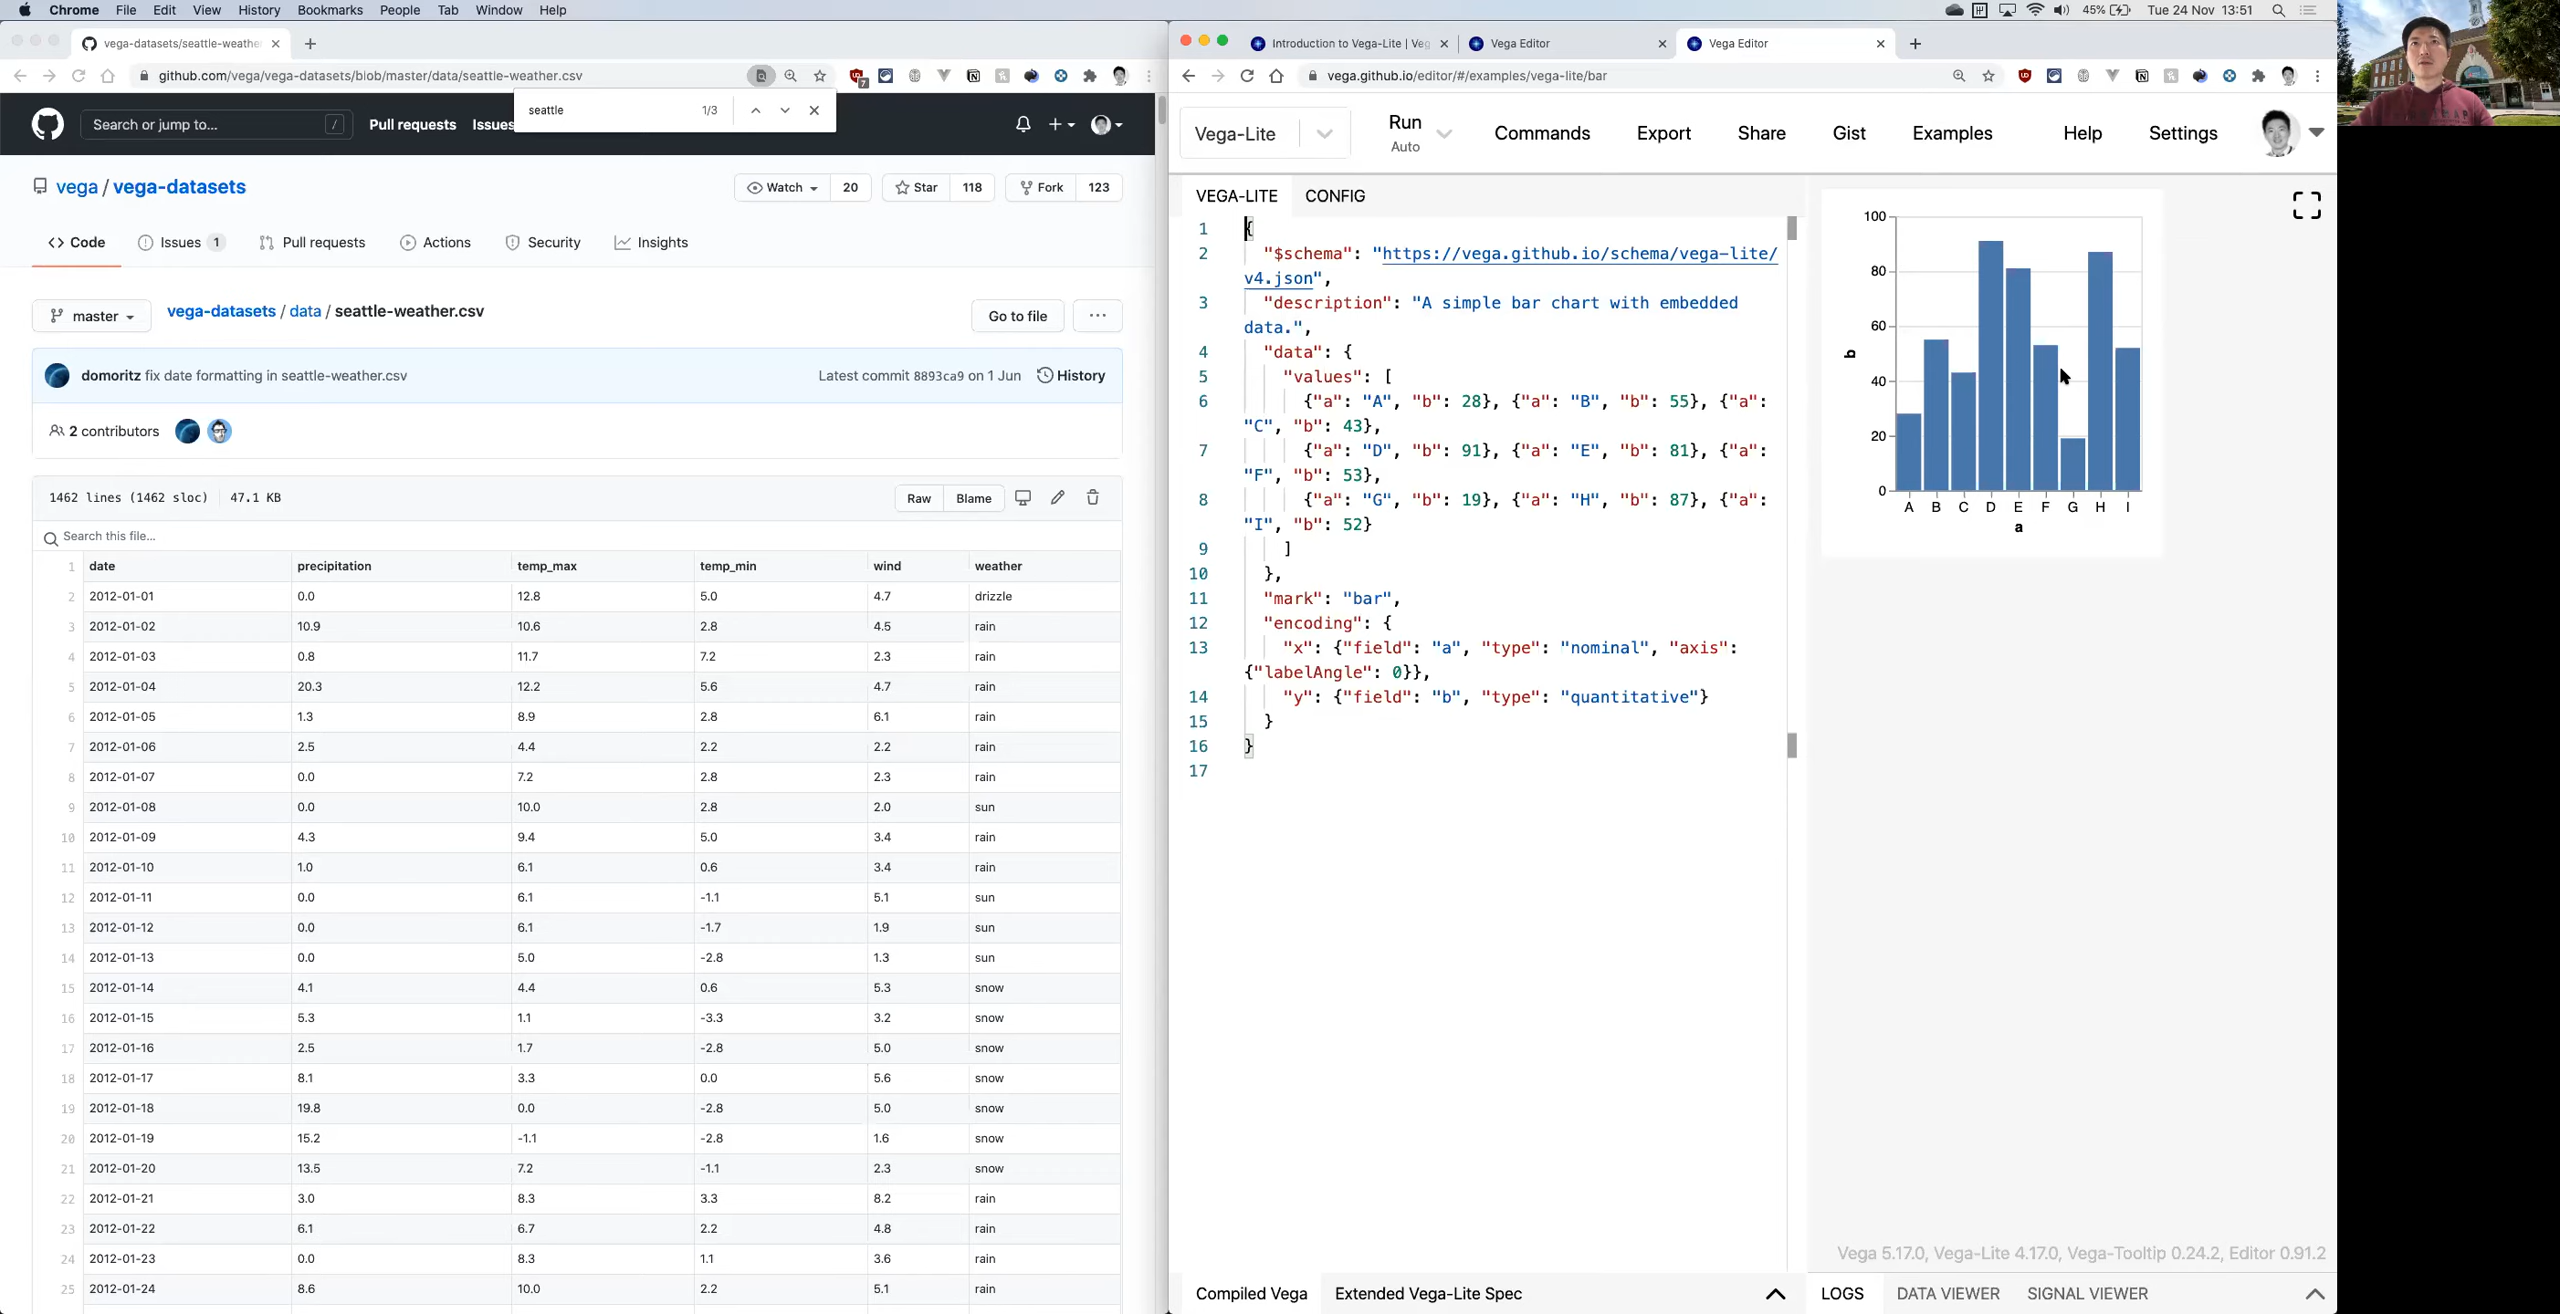 Chrome File Edit View History Bookmarks People Tab Window Help
45% Tue 24 Nov 13:51
vega-datasets/seattle-weathe
github.com/vega/vega-datasets/blob/master/data/seattle-weather.csv
seattle 1/3
Search or jump to... /
Pull requests Issues
vega / vega-datasets
Watch 20 Star 118 Fork 123
Code Issues 1 Pull requests Actions Security Insights
master vega-datasets / data / seattle-weather.csv Go to file ...
domoritz fix date formatting in seattle-weather.csv Latest commit 8893ca9 on 1 Jun History
2 contributors
1462 lines (1462 sloc) 47.1 KB Raw Blame
Search this file...
1 date precipitation temp_max temp_min wind weather
2 2012-01-01 0.0 12.8 5.0 4.7 drizzle
3 2012-01-02 10.9 10.6 2.8 4.5 rain
4 2012-01-03 0.8 11.7 7.2 2.3 rain
5 2012-01-04 20.3 12.2 5.6 4.7 rain
6 2012-01-05 1.3 8.9 2.8 6.1 rain
7 2012-01-06 2.5 4.4 2.2 2.2 rain
8 2012-01-07 0.0 7.2 2.8 2.3 rain
9 2012-01-08 0.0 10.0 2.8 2.0 sun
10 2012-01-09 4.3 9.4 5.0 3.4 rain
11 2012-01-10 1.0 6.1 0.6 3.4 rain
12 2012-01-11 0.0 6.1 -1.1 5.1 sun
13 2012-01-12 0.0 6.1 -1.7 1.9 sun
14 2012-01-13 0.0 5.0 -2.8 1.3 sun
15 2012-01-14 4.1 4.4 0.6 5.3 snow
16 2012-01-15 5.3 1.1 -3.3 3.2 snow
17 2012-01-16 2.5 1.7 -2.8 5.0 snow
18 2012-01-17 8.1 3.3 0.0 5.6 snow
19 2012-01-18 19.8 0.0 -2.8 5.0 snow
20 2012-01-19 15.2 -1.1 -2.8 1.6 snow
21 2012-01-20 13.5 7.2 -1.1 2.3 snow
22 2012-01-21 3.0 8.3 3.3 8.2 rain
23 2012-01-22 6.1 6.7 2.2 4.8 rain
24 2012-01-23 0.0 8.3 1.1 3.6 rain
25 2012-01-24 8.6 10.0 2.2 5.1 rain
Introduction to Vega-Lite | Veg Vega Editor Vega Editor
vega.github.io/editor/#/examples/vega-lite/bar
Vega-Lite Run Commands Export Share Gist Examples Help Settings
Auto
VEGA-LITE CONFIG
1 {
2 "$schema": "https://vega.github.io/schema/vega-lite/
v4.json",
3 "description": "A simple bar chart with embedded
data.",
4 "data": {
5 "values": [
6 {"a": "A", "b": 28}, {"a": "B", "b": 55}, {"a":
"C", "b": 43},
7 {"a": "D", "b": 91}, {"a": "E", "b": 81}, {"a":
"F", "b": 53},
8 {"a": "G", "b": 19}, {"a": "H", "b": 87}, {"a":
"I", "b": 52}
9 ]
10 },
11 "mark": "bar",
12 "encoding": {
13 "x": {"field": "a", "type": "nominal", "axis":
{"labelAngle": 0}},
14 "y": {"field": "b", "type": "quantitative"}
15 }
16 }
17
100
80
60
b
40
20
0
A B C D E F G H I
a
Vega 5.17.0, Vega-Lite 4.17.0, Vega-Tooltip 0.24.2, Editor 0.91.2
Compiled Vega Extended Vega-Lite Spec
LOGS DATA VIEWER SIGNAL VIEWER